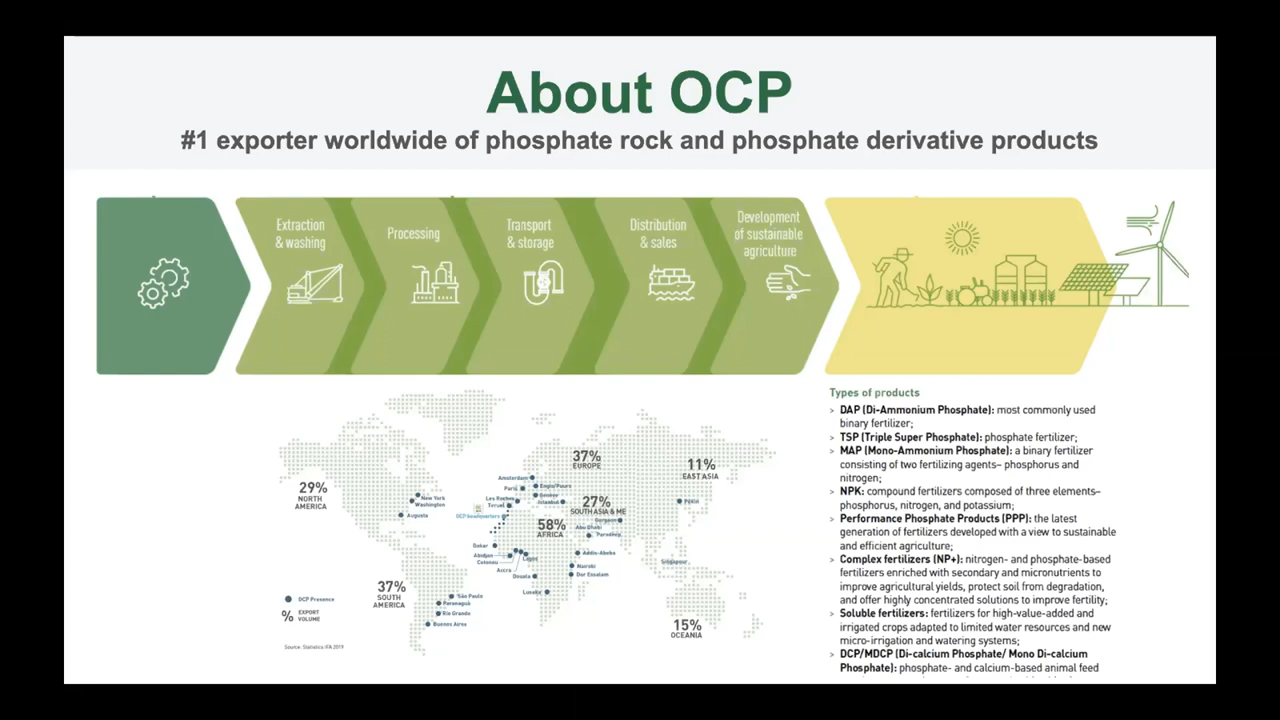 About OCP
#1 exporter worldwide of phosphate rock and phosphate derivative products
Extraction
& washing
Processing
Transport
& storage
Distribution
& sales
Development
of sustainable
agriculture
29%
NORTH
AMERICA
37%
SOUTH
AMERICA
37%
EUROPE
27%
SOUTH ASIA & ME
58%
AFRICA
11%
EAST ASIA
15%
OCEANIA
New York
Washington
Augusta
São Paulo
Paranaguá
Rio Grande
Buenos Aires
Amsterdam
Paris
Geneva
Istanbul
OCP headquarters
Dakar
Abidjan
Cotonou
Accra
Lagos
Douala
Lusaka
Addis-Abeba
Nairobi
Dar Essalam
Abu Dhabi
Gurgaon
Paradeep
Pékin
Singapour
OCP Presence
% EXPORT
VOLUME
Source: Statistics IFA 2019
Types of products
> DAP (Di-Ammonium Phosphate): most commonly used
binary fertilizer;
> TSP (Triple Super Phosphate): phosphate fertilizer;
> MAP (Mono-Ammonium Phosphate): a binary fertilizer
consisting of two fertilizing agents– phosphorus and
nitrogen;
> NPK: compound fertilizers composed of three elements–
phosphorus, nitrogen, and potassium;
> Performance Phosphate Products (PPP): the latest
generation of fertilizers developed with a view to sustainable
and efficient agriculture;
> Complex fertilizers (NP+): nitrogen- and phosphate-based
fertilizers enriched with secondary and micronutrients to
improve agricultural yields, protect soil from degradation,
and offer highly concentrated solutions to improve fertility;
> Soluble fertilizers: fertilizers for high-value-added and
irrigated crops adapted to limited water resources and new
micro-irrigation and watering systems;
> DCP/MDCP (Di-calcium Phosphate/ Mono Di-calcium
Phosphate): phosphate- and calcium-based animal feed